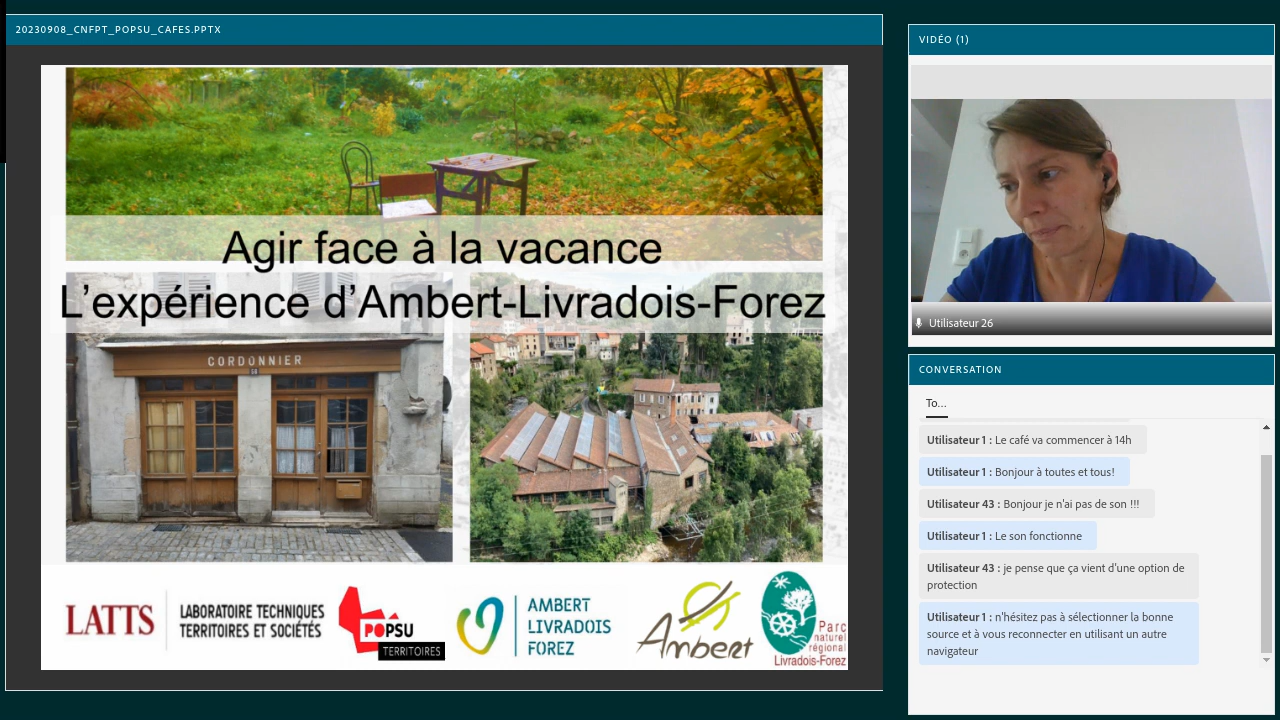 20230908_CNFPT_POPSU_CAFES.PPTX
Agir face à la vacance
L'expérience d'Ambert-Livradois-Forez
CORDONNIER
LATTS
LABORATOIRE TECHNIQUES
TERRITOIRES ET SOCIÉTÉS
POPSU
TERRITOIRES
AMBERT
LIVRADOIS
FOREZ
Ambert
Parc
naturel
régional
Livradois-Forez
VIDÉO (1)
Utilisateur 26
CONVERSATION
To...
Utilisateur 1 : Le café va commencer à 14h
Utilisateur 1 : Bonjour à toutes et tous!
Utilisateur 43 : Bonjour je n'ai pas de son !!!
Utilisateur 1 : Le son fonctionne
Utilisateur 43 : je pense que ça vient d'une option de
protection
Utilisateur 1 : n'hésitez pas à sélectionner la bonne
source et à vous reconnecter en utilisant un autre
navigateur